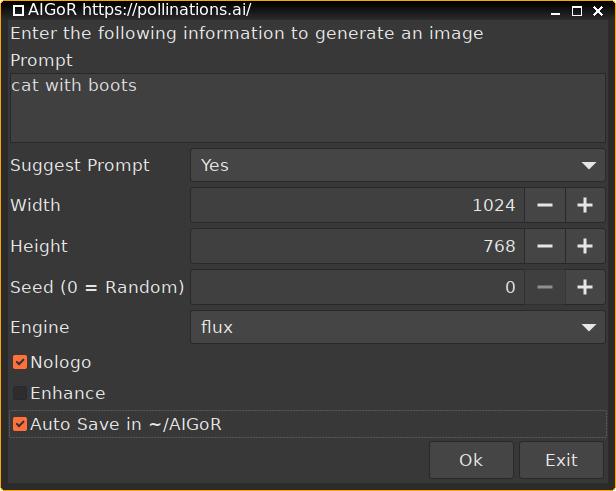 AIGoR https://pollinations.ai/
Enter the following information to generate an image
Prompt
cat with boots
Suggest Prompt Yes
Width 1024
Height 768
Seed (0 = Random) 0
Engine flux
Nologo
Enhance
Auto Save in ~/AIGoR
Ok Exit